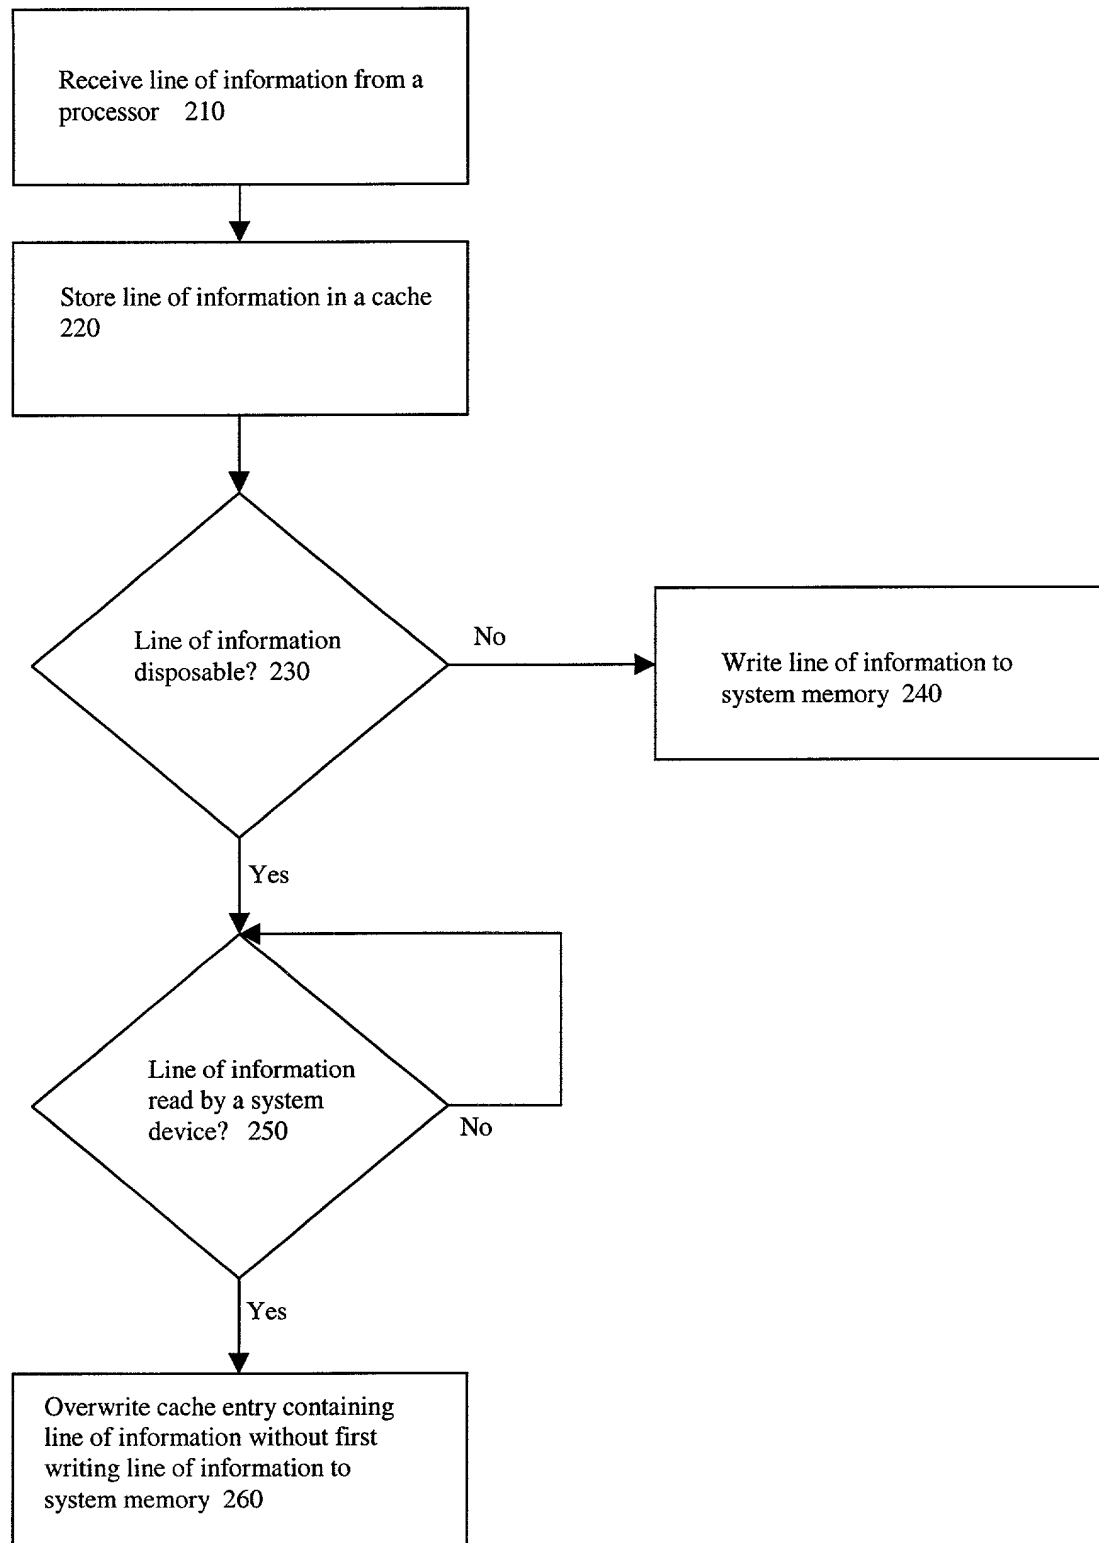 Receive line of information from a
processor 210
Store line of information in a cache
220
Line of information
disposable? 230
No
Write line of information to
system memory 240
Yes
Line of information
read by a system
device? 250
No
Yes
Overwrite cache entry containing
line of information without first
writing line of information to
system memory 260